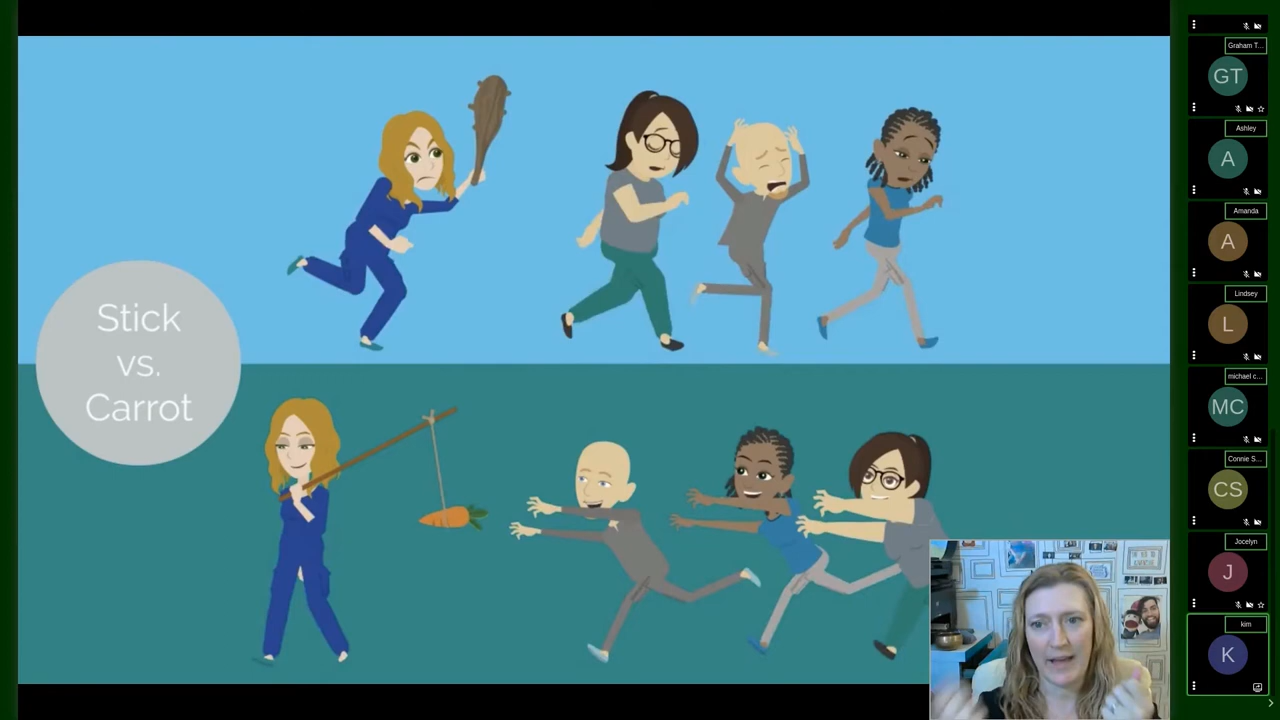 Stick
vs.
Carrot
Graham T...
GT
Ashley
A
Amanda
A
Lindsey
L
michael c...
MC
Connie S...
CS
Jocelyn
J
kim
K